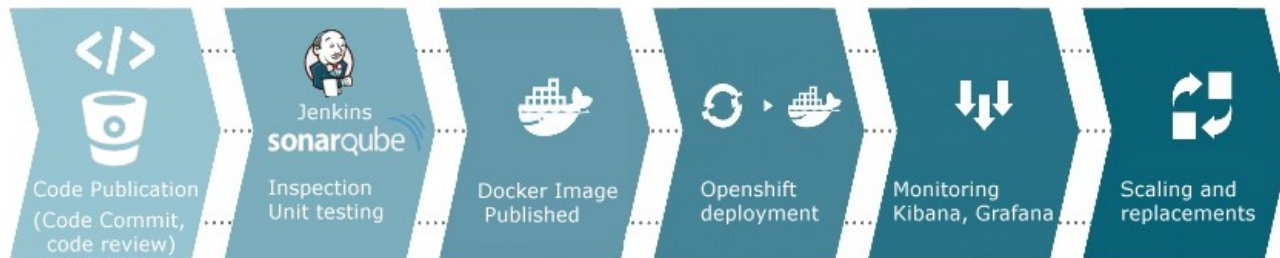 </>
Code Publication
(Code Commit,
code review)
Jenkins
sonarqube
Inspection
Unit testing
Docker Image
Published
Openshift
deployment
Monitoring
Kibana, Grafana
Scaling and
replacements